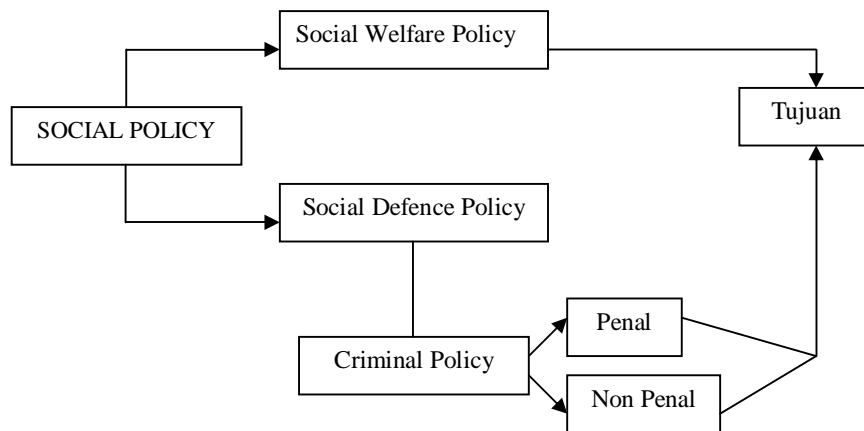 Social Welfare Policy
Tujuan
SOCIAL POLICY
Social Defence Policy
Penal
Criminal Policy
Non Penal